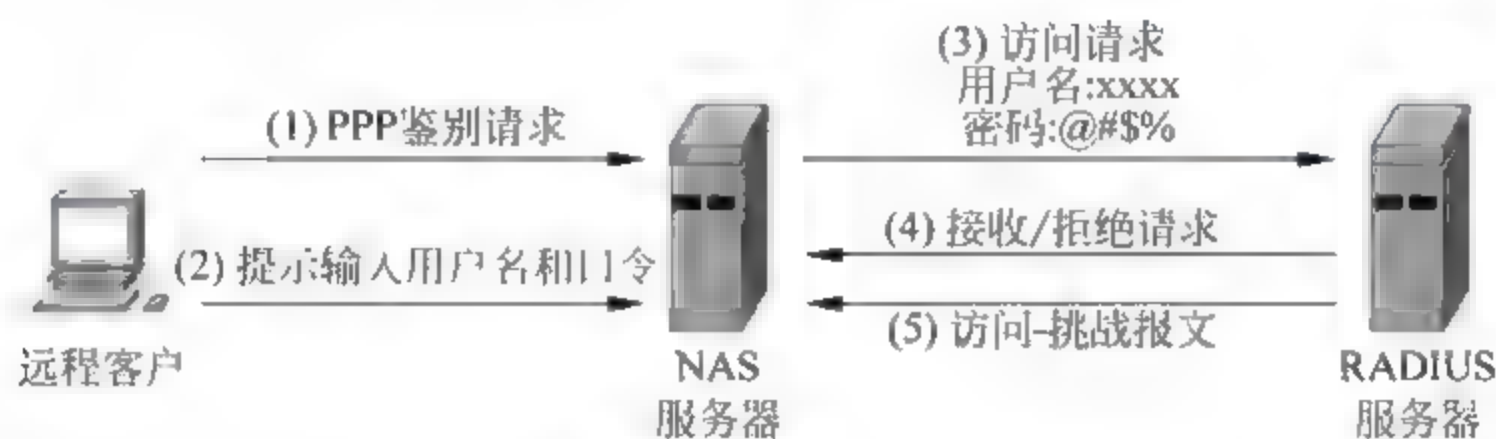 (3) 访问请求
用户名:xxxx
密码:@#$%
(1) PPP鉴别请求
(4) 接收/拒绝请求
(2) 提示输入用户名和口令
(5) 访问-挑战报文
远程客户
NAS
服务器
RADIUS
服务器